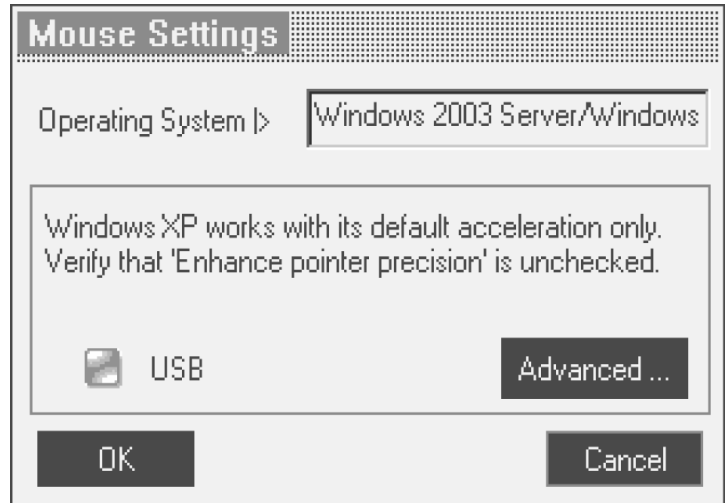 Mouse Settings
Operating System |> Windows 2003 Server/Windows
Windows XP works with its default acceleration only.
Verify that 'Enhance pointer precision' is unchecked.
USB Advanced ...
OK Cancel